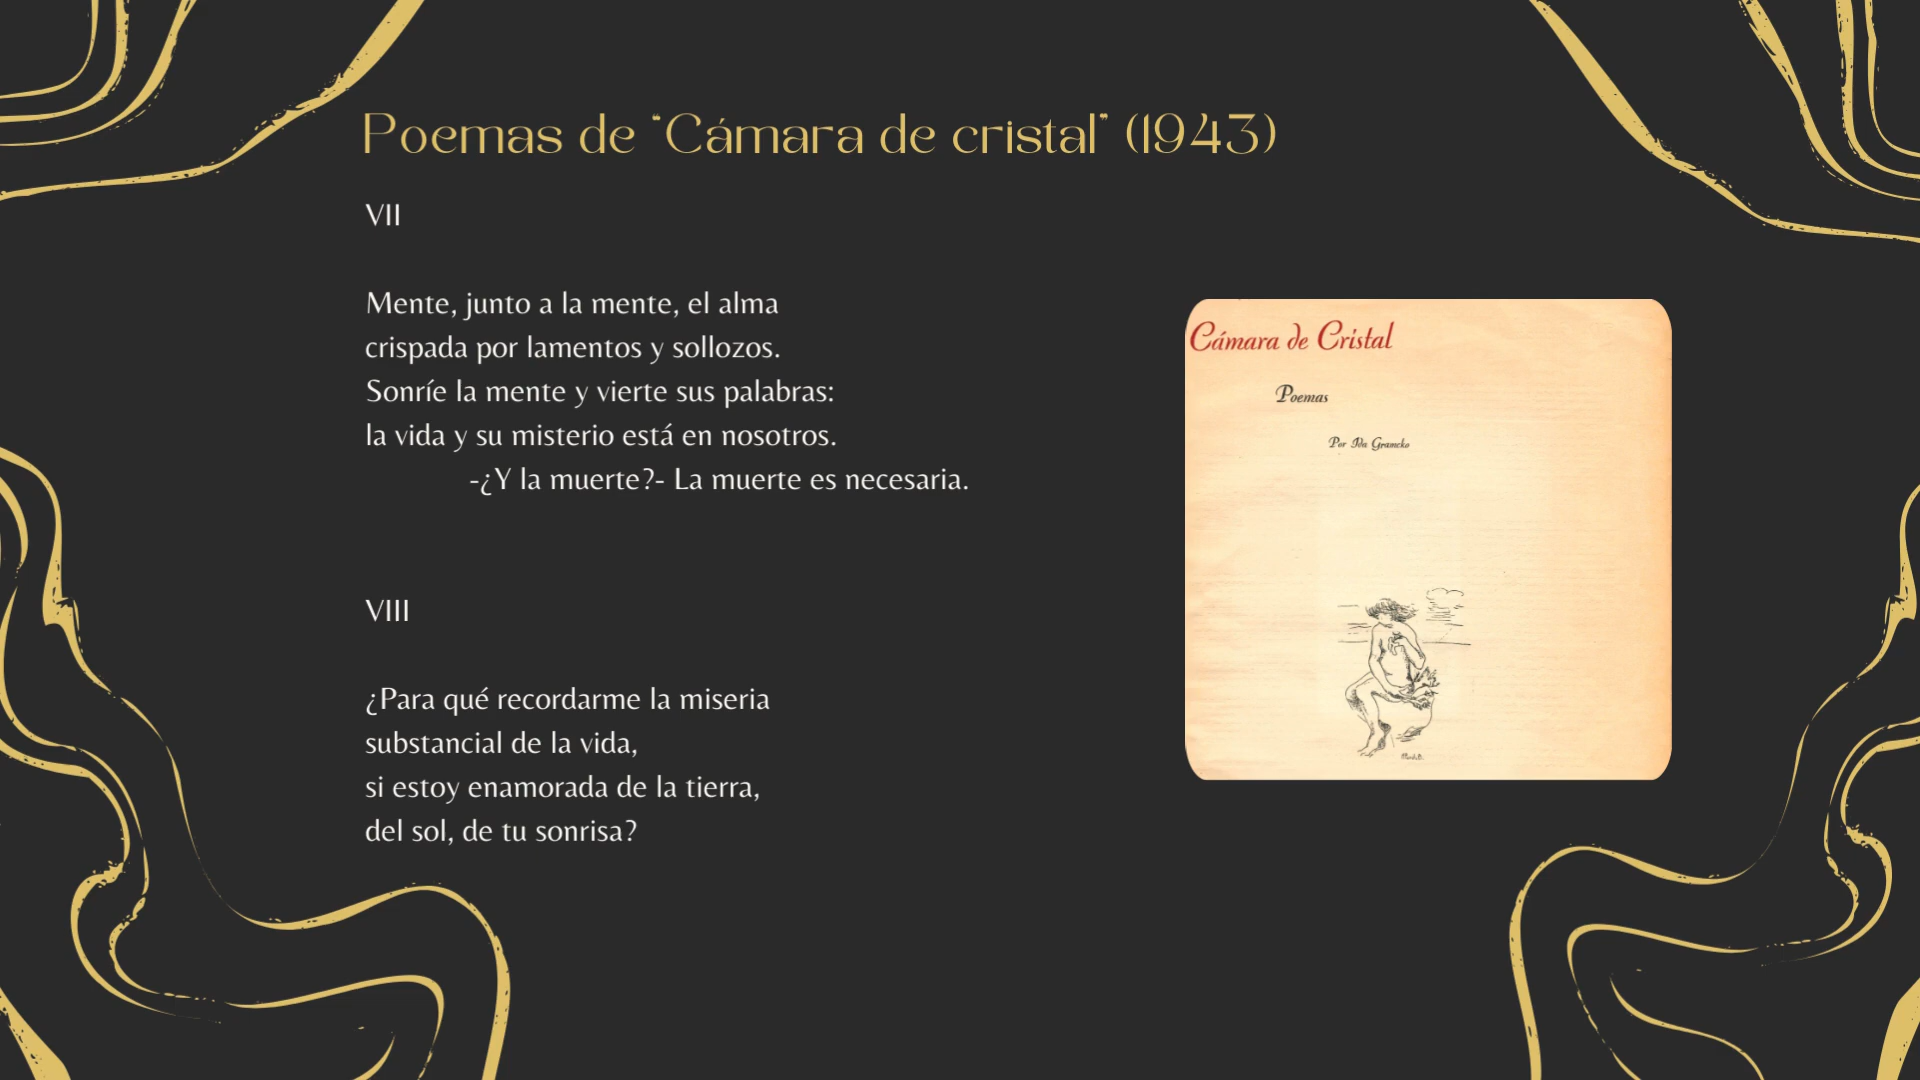 Poemas de "Cámara de cristal" (1943)
VII
Mente, junto a la mente, el alma
crispada por lamentos y sollozos.
Sonríe la mente y vierte sus palabras:
la vida y su misterio está en nosotros.
-¿Y la muerte?- La muerte es necesaria.
VIII
¿Para qué recordarme la miseria
substancial de la vida,
si estoy enamorada de la tierra,
del sol, de tu sonrisa?
Cámara de Cristal
Poemas
Por Ida Gramcko